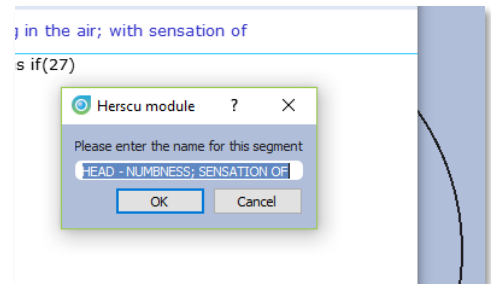 in the air; with sensation of
s if(27)
Herscu module ?
Please enter the name for this segment
HEAD - NUMBNESS; SENSATION OF
OK Cancel